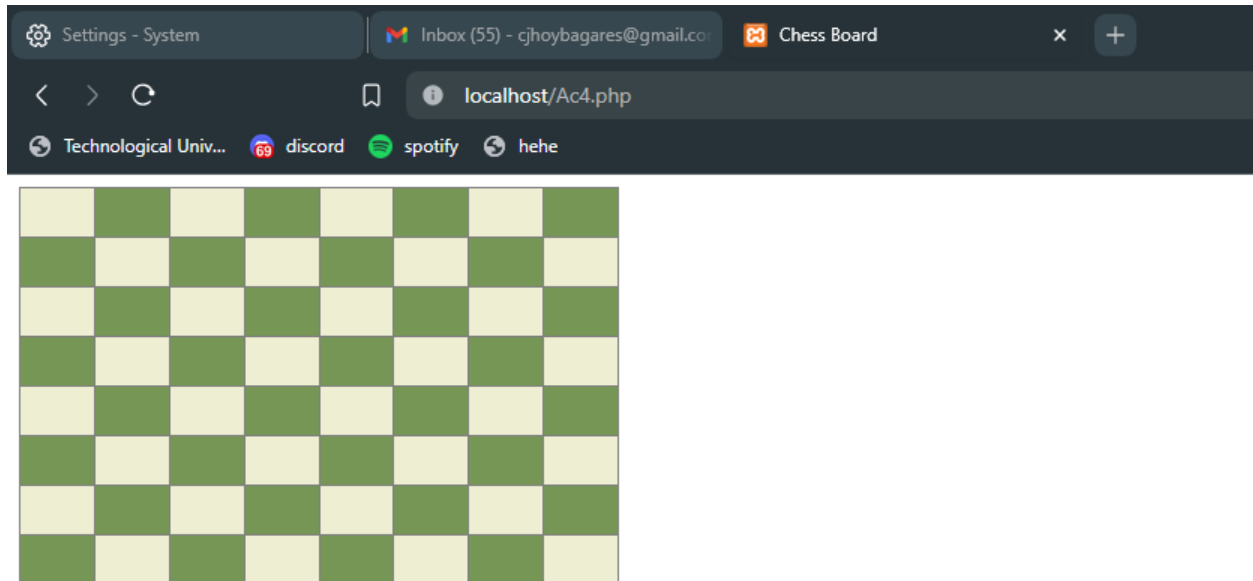 Settings - System
Inbox (55) - cjhoybagares@gmail.co
Chess Board
localhost/Ac4.php
Technological Univ...
69
discord
spotify
hehe